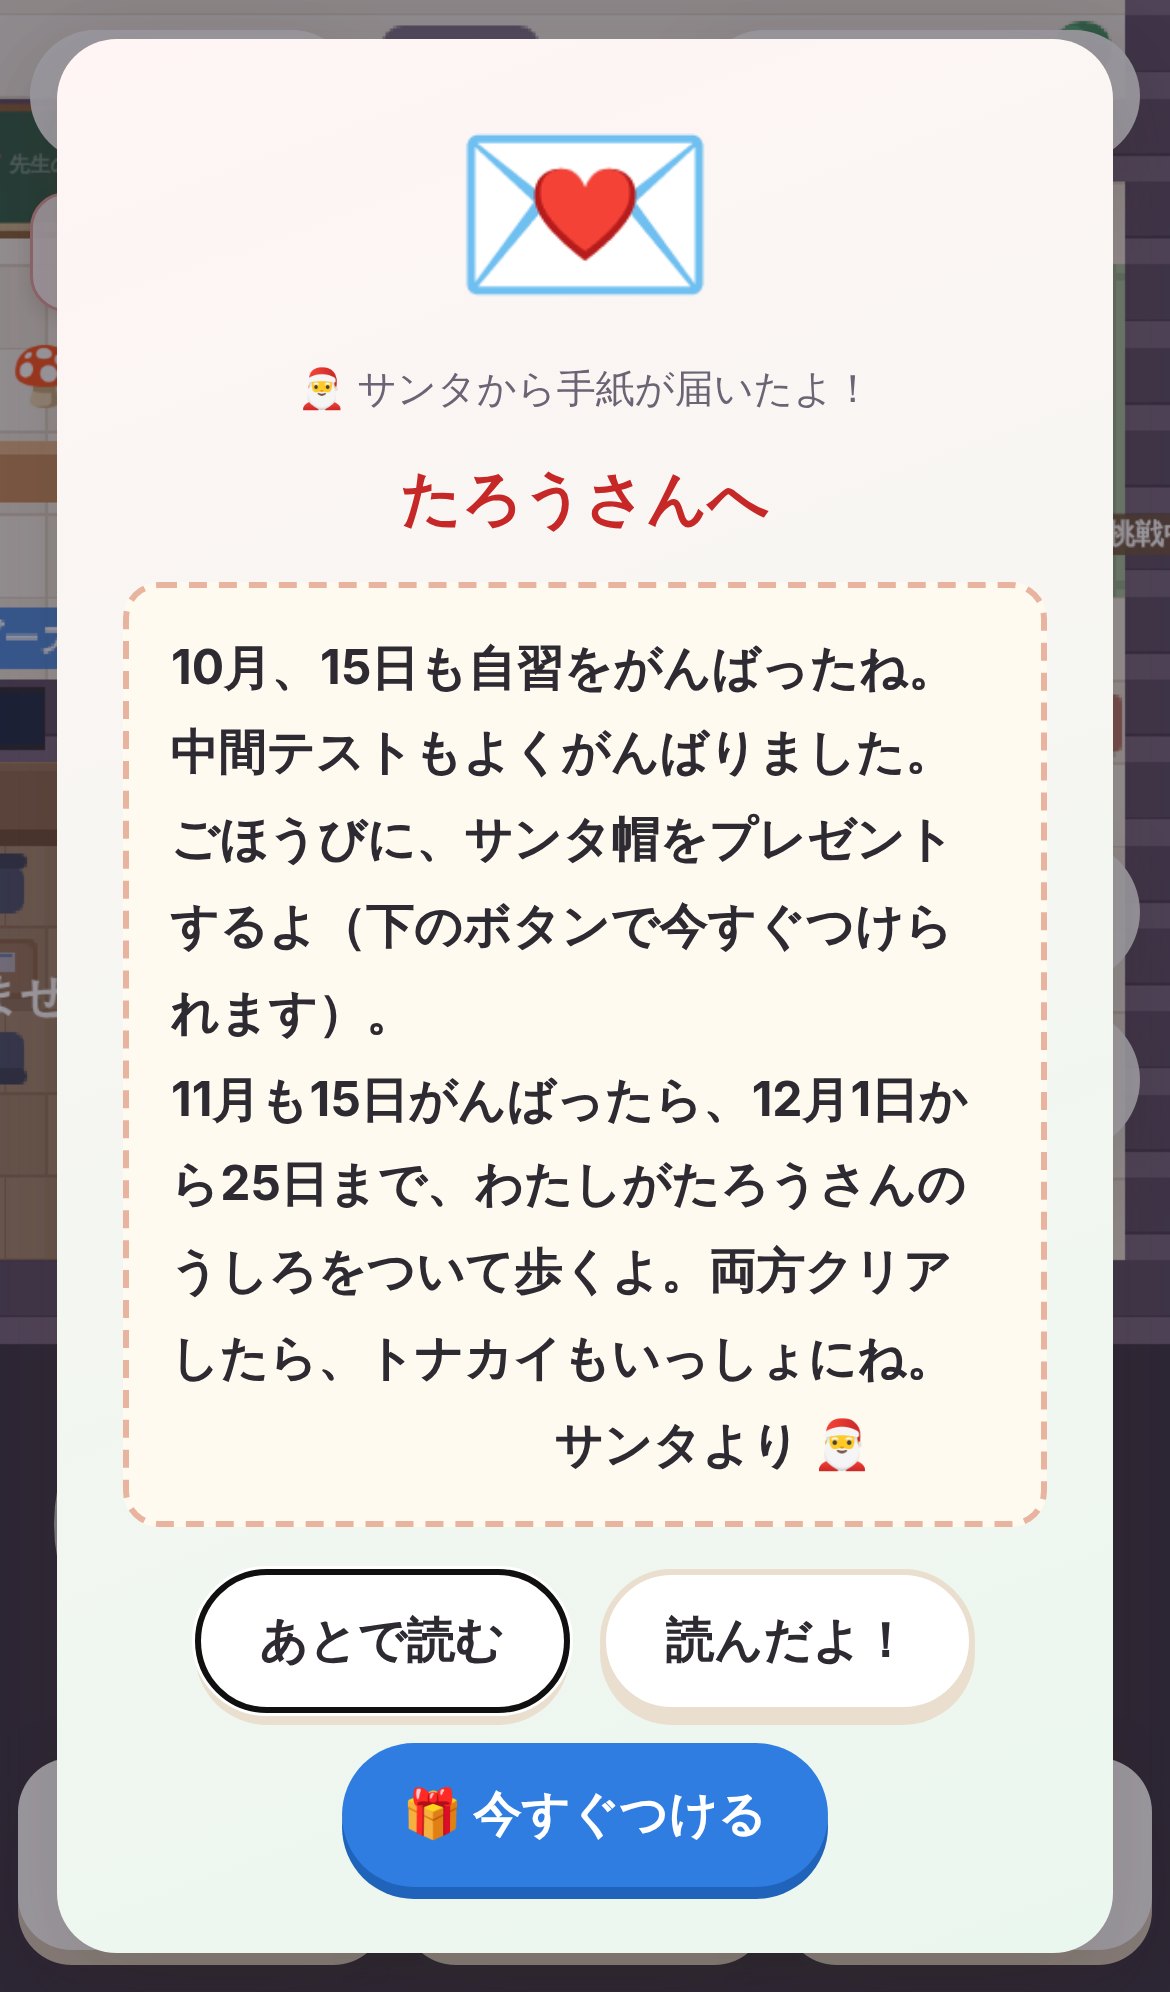 先生
🎅 サンタから手紙が届いたよ！
たろうさんへ
挑戦
10月、15日も自習をがんばったね。
中間テストもよくがんばりました。
ごほうびに、サンタ帽をプレゼント
するよ（下のボタンで今すぐつけら
れます）。
11月も15日がんばったら、12月1日か
ら25日まで、わたしがたろうさんの
うしろをついて歩くよ。両方クリア
したら、トナカイもいっしょにね。
サンタより 🎅
ませ
あとで読む
読んだよ！
🎁 今すぐつける